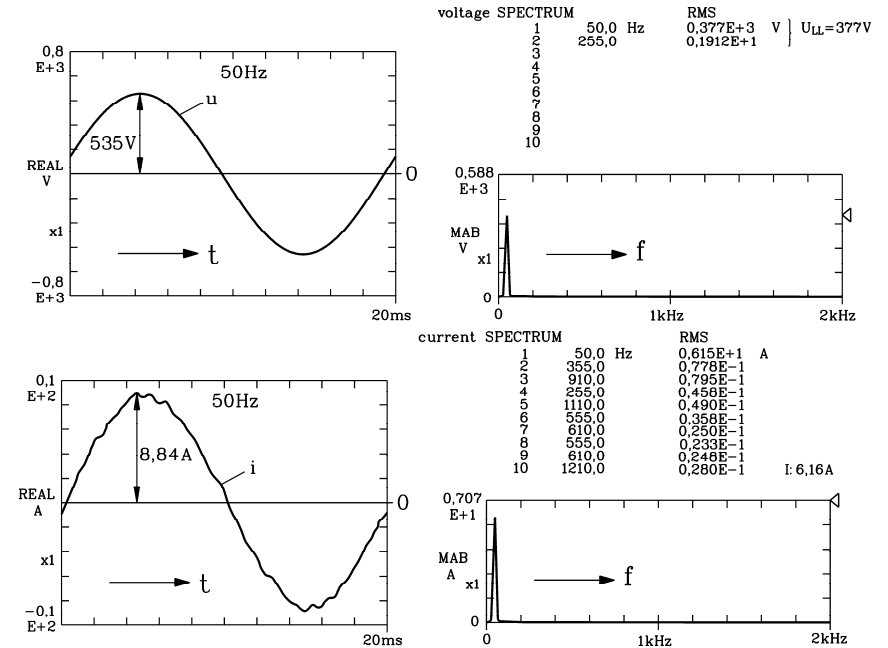 voltage SPECTRUM RMS
1 50,0 Hz 0,377E+3 V U_LL=377V
2 255,0 0,1912E+1
3
4
5
6
7
8
9
10
0,8
E+3
50Hz
u
535V
REAL
V
0
x1
t
−0,8
E+3
20ms
0,588
E+3
MAB
V
x1
f
0
0 1kHz 2kHz
current SPECTRUM RMS
1 50,0 Hz 0,615E+1 A
2 355,0 0,778E−1
3 910,0 0,795E−1
4 255,0 0,458E−1
5 1110,0 0,490E−1
6 555,0 0,358E−1
7 610,0 0,250E−1
8 555,0 0,233E−1
9 610,0 0,248E−1
10 1210,0 0,280E−1 I: 6,16A
0,1
E+2
50Hz
8,84A
i
REAL
A
0
x1
t
−0,1
E+2
20ms
0,707
E+1
MAB
A
x1
f
0
0 1kHz 2kHz